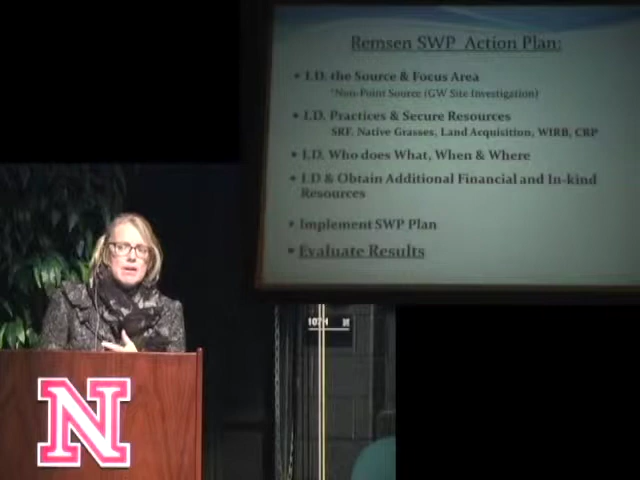 Remsen SWP Action Plan:
• I.D. the Source & Focus Area
*Non-Point Source (GW Site Investigation)
• I.D. Practices & Secure Resources
SRF, Native Grasses, Land Acquisition, WIRB, CRP
• I.D. Who does What, When & Where
• I.D & Obtain Additional Financial and In-kind
Resources
• Implement SWP Plan
• Evaluate Results
N